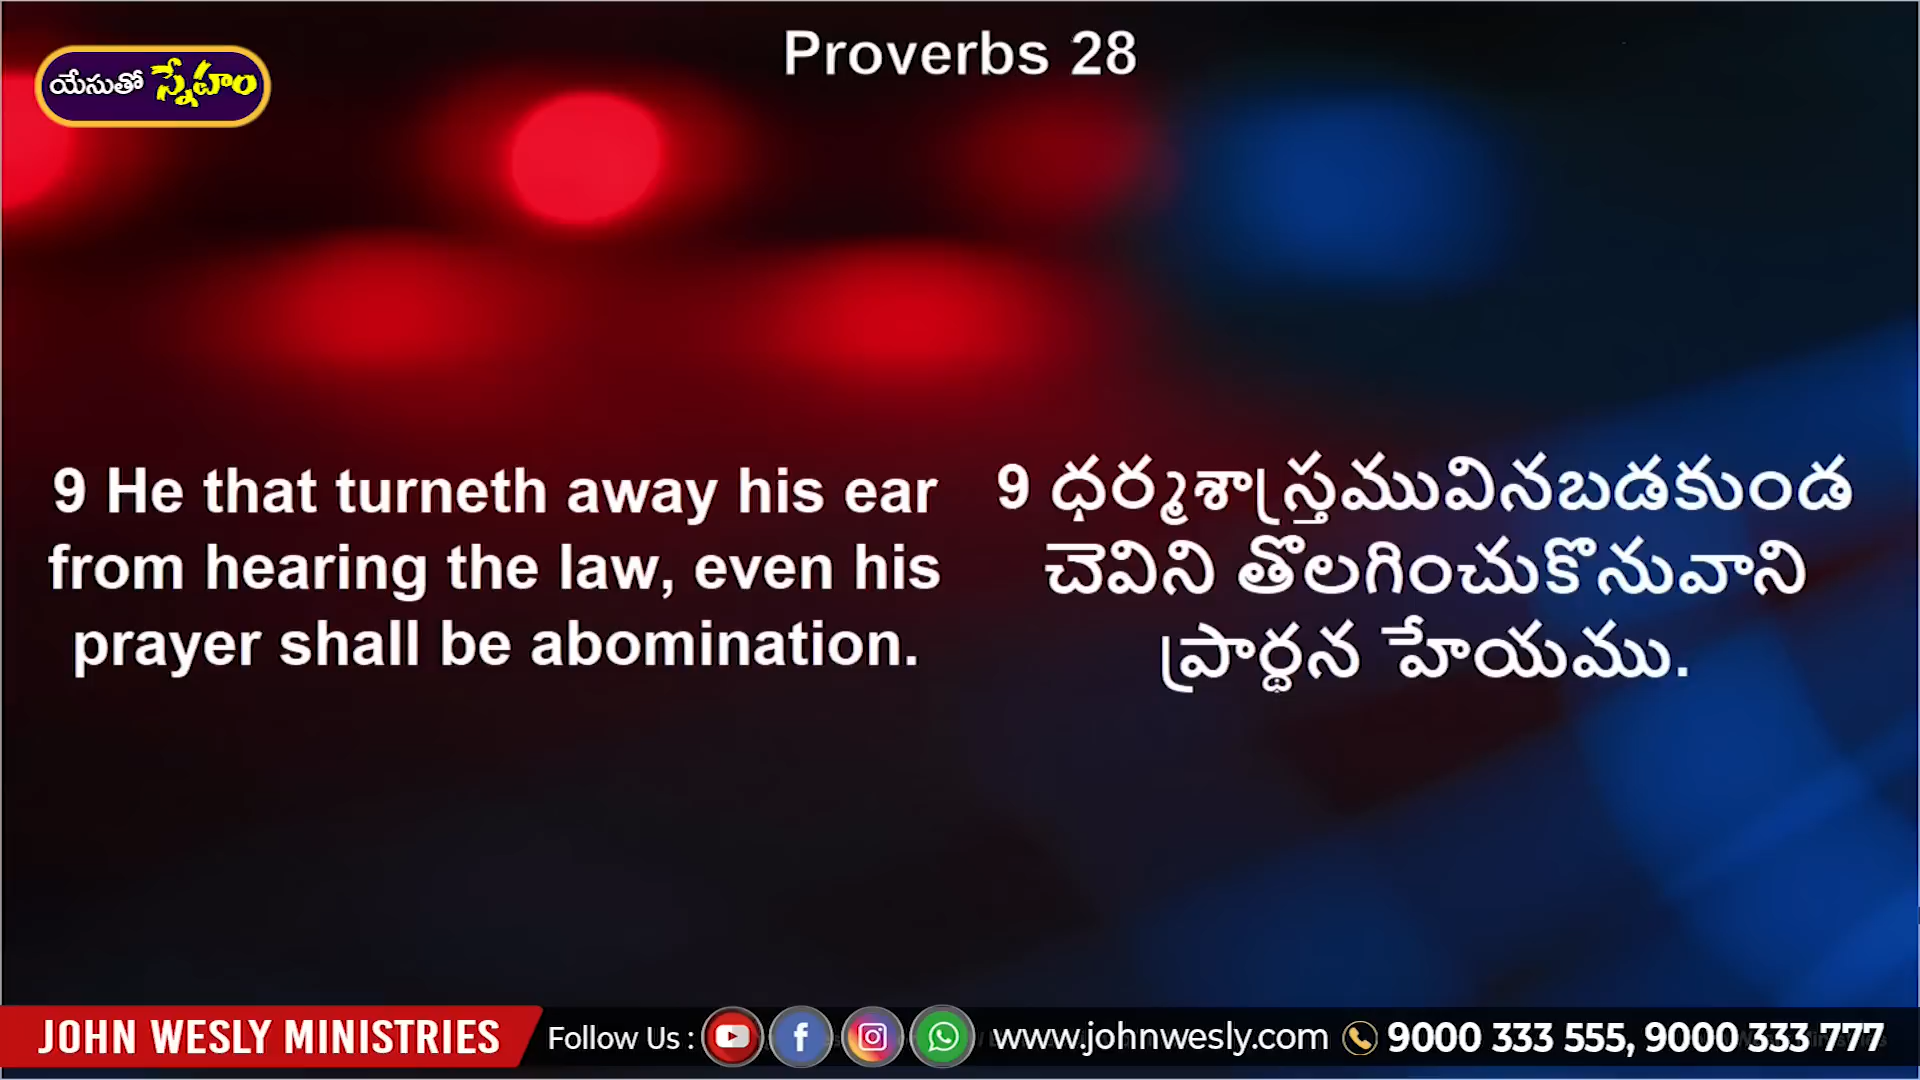 Proverbs 28
యేసుతో స్నేహం
9 He that turneth away his ear
from hearing the law, even his
prayer shall be abomination.
9 ధర్మశాస్త్రమువినబడకుండ
చెవిని తొలగించుకొనువాని
ప్రార్థన హేయము.
JOHN WESLY MINISTRIES Follow Us : www.johnwesly.com 9000 333 555, 9000 333 777